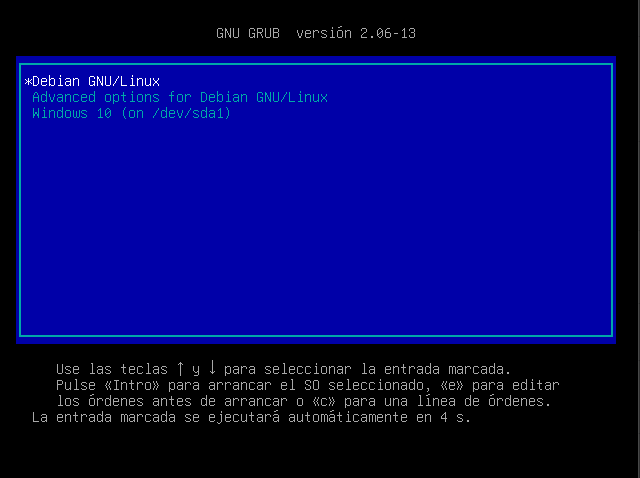 GNU GRUB  versión 2.06-13
*Debian GNU/Linux
Advanced options for Debian GNU/Linux
Windows 10 (on /dev/sda1)
Use las teclas ↑ y ↓ para seleccionar la entrada marcada.
Pulse «Intro» para arrancar el SO seleccionado, «e» para editar
los órdenes antes de arrancar o «c» para una línea de órdenes.
La entrada marcada se ejecutará automáticamente en 4 s.